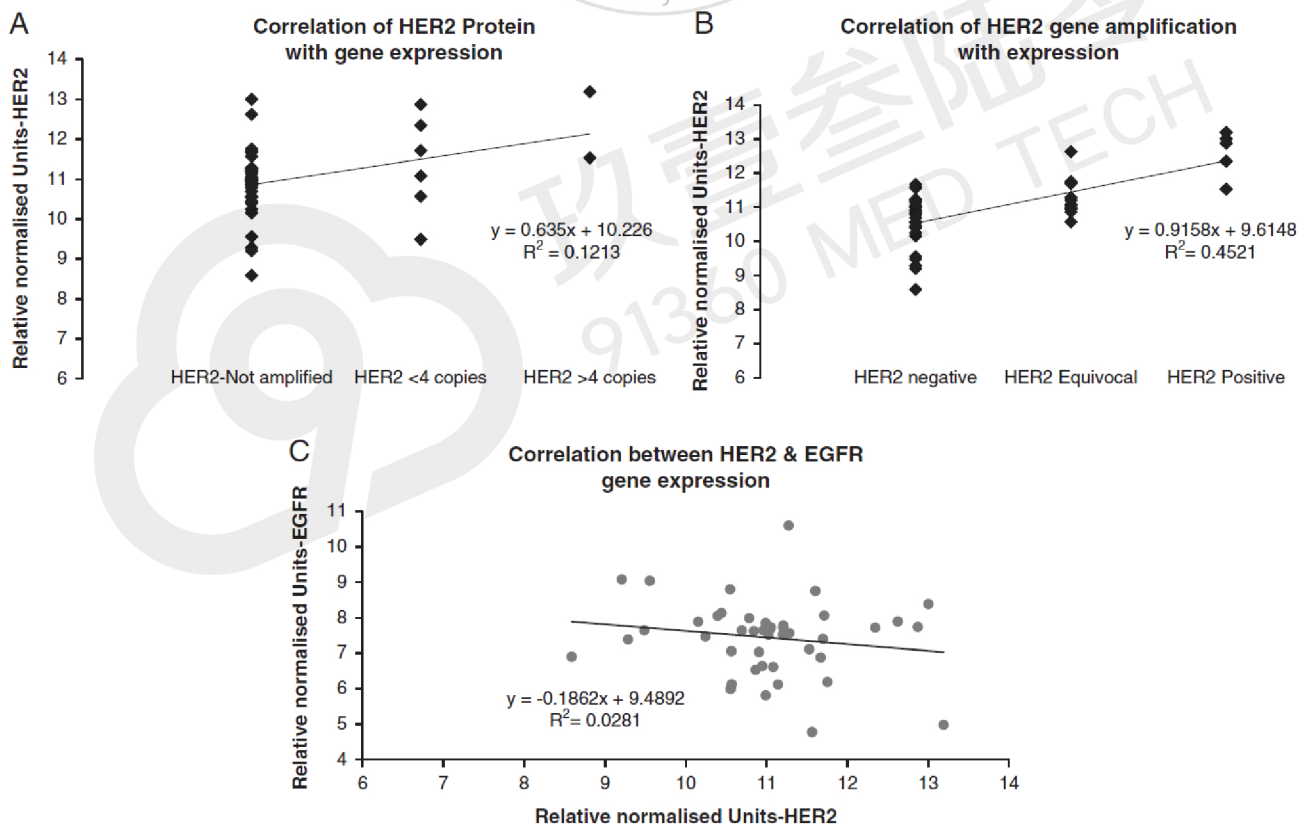 A
Correlation of HER2 Protein
with gene expression
Relative normalised Units-HER2
14
13
12
11
10
9
8
7
6
y = 0.635x + 10.226
R² = 0.1213
HER2-Not amplified
HER2 <4 copies
HER2 >4 copies
B
Correlation of HER2 gene amplification
with expression
Relative normalised Units-HER2
14
13
12
11
10
9
8
7
6
y = 0.9158x + 9.6148
R² = 0.4521
HER2 negative
HER2 Equivocal
HER2 Positive
C
Correlation between HER2 & EGFR
gene expression
Relative normalised Units-EGFR
11
10
9
8
7
6
5
4
y = -0.1862x + 9.4892
R² = 0.0281
6 7 8 9 10 11 12 13 14
Relative normalised Units-HER2
玖壹叁陆
91360 MED TECH